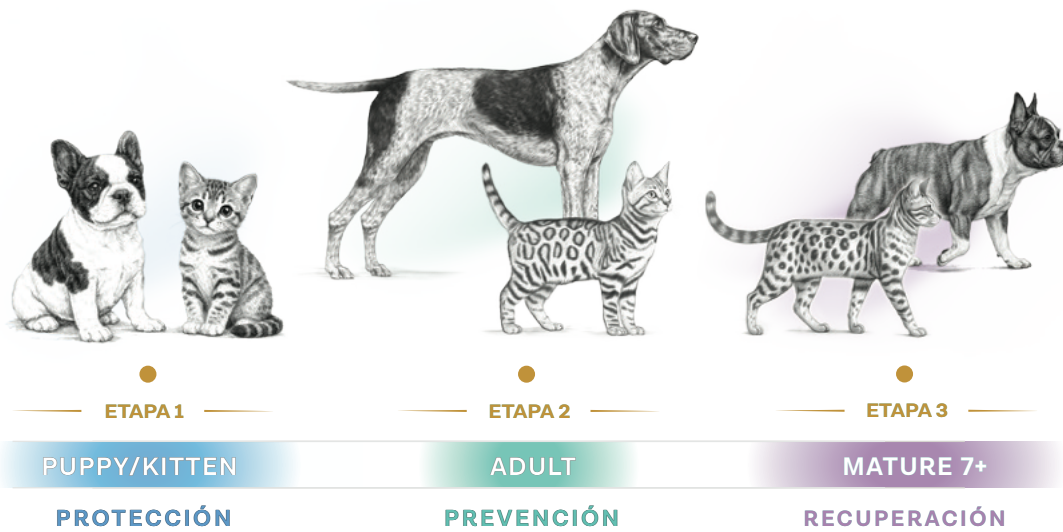 ETAPA 1
ETAPA 2
ETAPA 3
PUPPY/KITTEN
ADULT
MATURE 7+
PROTECCIÓN
PREVENCIÓN
RECUPERACIÓN